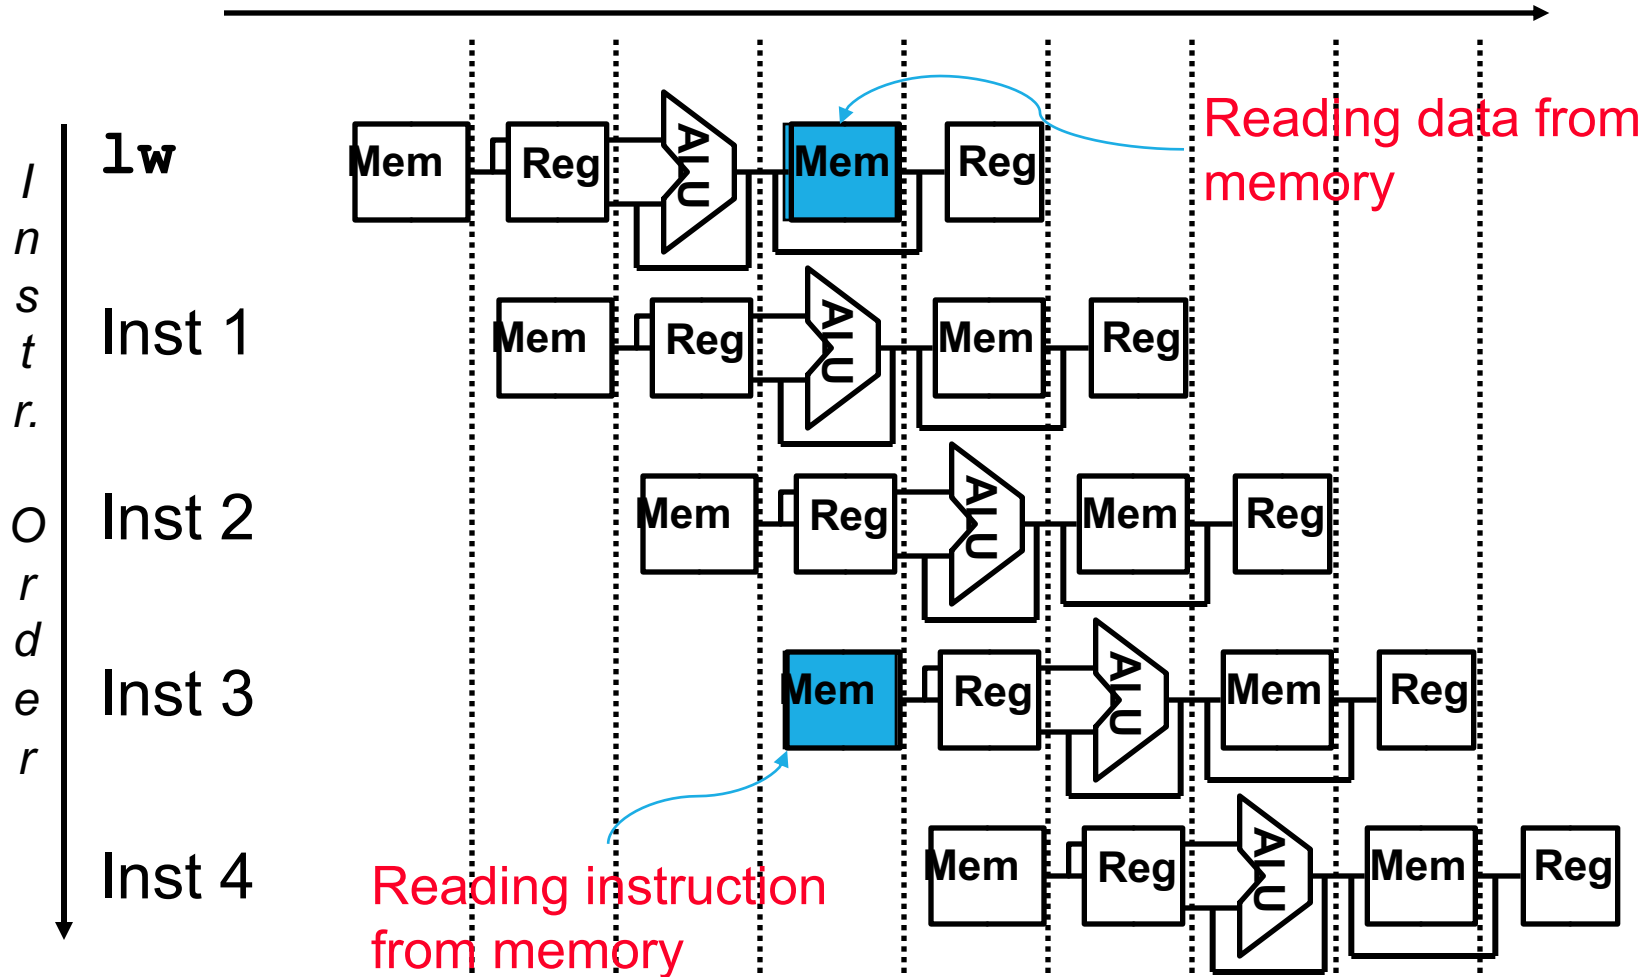 Instr. Order
lw
Mem Reg ALU Mem Reg
Reading data from
memory
Inst 1
Mem Reg ALU Mem Reg
Inst 2
Mem Reg ALU Mem Reg
Inst 3
Mem Reg ALU Mem Reg
Inst 4
Mem Reg ALU Mem Reg
Reading instruction
from memory